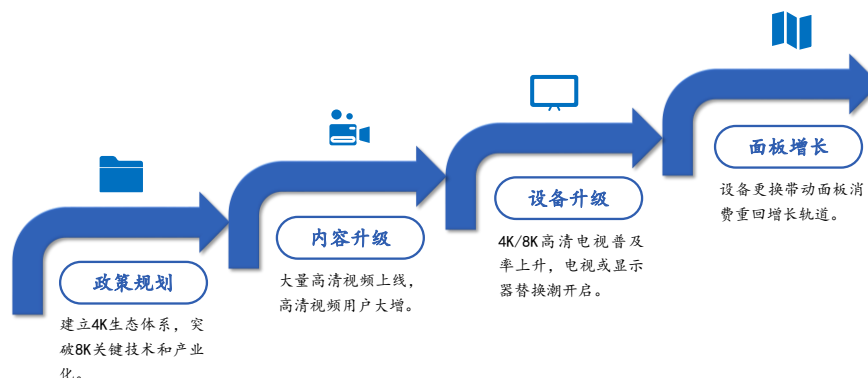 政策规划
建立4K生态体系，突
破8K关键技术和产业
化。
内容升级
大量高清视频上线，
高清视频用户大增。
设备升级
4K/8K高清电视普及
率上升，电视或显示
器替换潮开启。
面板增长
设备更换带动面板消
费重回增长轨道。